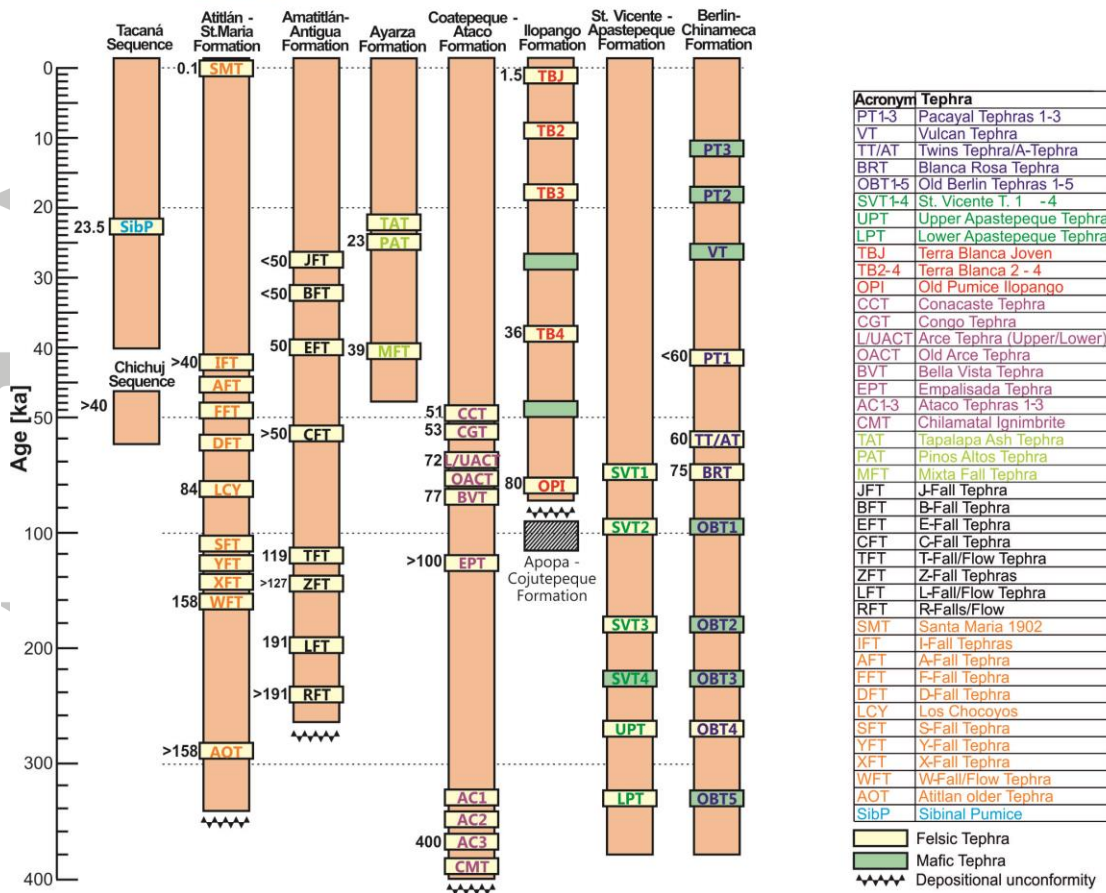 Tacaná
Sequence
Atitlán -
St.Maria
Formation
Amatitlán-
Antigua
Formation
Ayarza
Formation
Coatepeque -
Ataco
Formation
Ilopango
Formation
St. Vicente -
Apastepeque
Formation
Berlin-
Chinameca
Formation
Age [ka]
0
10
20
30
40
50
100
200
300
400
23.5 SibP
Chichuj
Sequence
>40
0.1 SMT
>40 IFT
AFT
FFT
DFT
84 LCY
SFT
YFT
XFT
158 WFT
>158 AOT
<50 JFT
<50 BFT
50 EFT
>50 CFT
119 TFT
>127 ZFT
191 LFT
>191 RFT
TAT
23 PAT
39 MFT
51 CCT
53 CGT
72 L/UACT
OACT
77 BVT
>100 EPT
AC1
AC2
400 AC3
CMT
1.5 TBJ
TB2
TB3
36 TB4
80 OPI
Apopa -
Cojutepeque
Formation
SVT1
SVT2
SVT3
SVT4
UPT
LPT
PT3
PT2
VT
<60 PT1
60 TT/AT
75 BRT
OBT1
OBT2
OBT3
OBT4
OBT5
Acronym Tephra
PT1-3 Pacayal Tephras 1-3
VT Vulcan Tephra
TT/AT Twins Tephra/A-Tephra
BRT Blanca Rosa Tephra
OBT1-5 Old Berlin Tephras 1-5
SVT1-4 St. Vicente T. 1 -4
UPT Upper Apastepeque Tephra
LPT Lower Apastepeque Tephra
TBJ Terra Blanca Joven
TB2-4 Terra Blanca 2 - 4
OPI Old Pumice Ilopango
CCT Conacaste Tephra
CGT Congo Tephra
L/UACT Arce Tephra (Upper/Lower)
OACT Old Arce Tephra
BVT Bella Vista Tephra
EPT Empalisada Tephra
AC1-3 Ataco Tephras 1-3
CMT Chilamatal Ignimbrite
TAT Tapalapa Ash Tephra
PAT Pinos Altos Tephra
MFT Mixta Fall Tephra
JFT J-Fall Tephra
BFT B-Fall Tephra
EFT E-Fall Tephra
CFT C-Fall Tephra
TFT T-Fall/Flow Tephra
ZFT Z-Fall Tephras
LFT L-Fall/Flow Tephra
RFT R-Falls/Flow
SMT Santa Maria 1902
IFT I-Fall Tephras
AFT A-Fall Tephra
FFT F-Fall Tephra
DFT D-Fall Tephra
LCY Los Chocoyos
SFT S-Fall Tephra
YFT Y-Fall Tephra
XFT X-Fall Tephra
WFT W-Fall/Flow Tephra
AOT Atitlan older Tephra
SibP Sibinal Pumice
Felsic Tephra
Mafic Tephra
Depositional unconformity